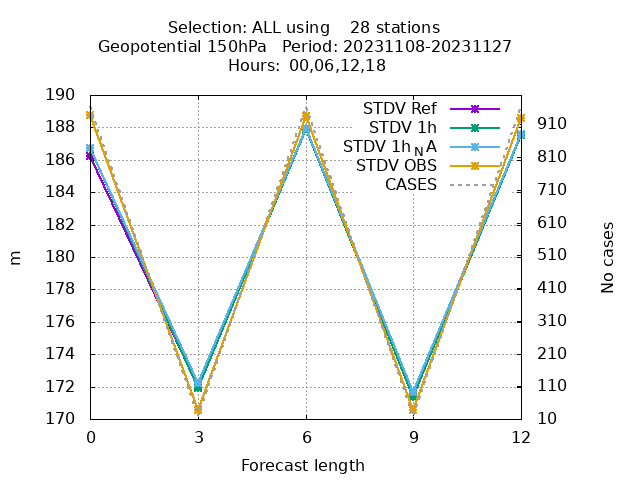 Selection: ALL using    28 stations
Geopotential 150hPa   Period: 20231108-20231127
Hours: 00,06,12,18
STDV Ref
STDV 1h
STDV 1h_N A
STDV OBS
CASES
190
188
186
184
182
180
178
176
174
172
170
910
810
710
610
510
410
310
210
110
10
m
No cases
0 3 6 9 12
Forecast length